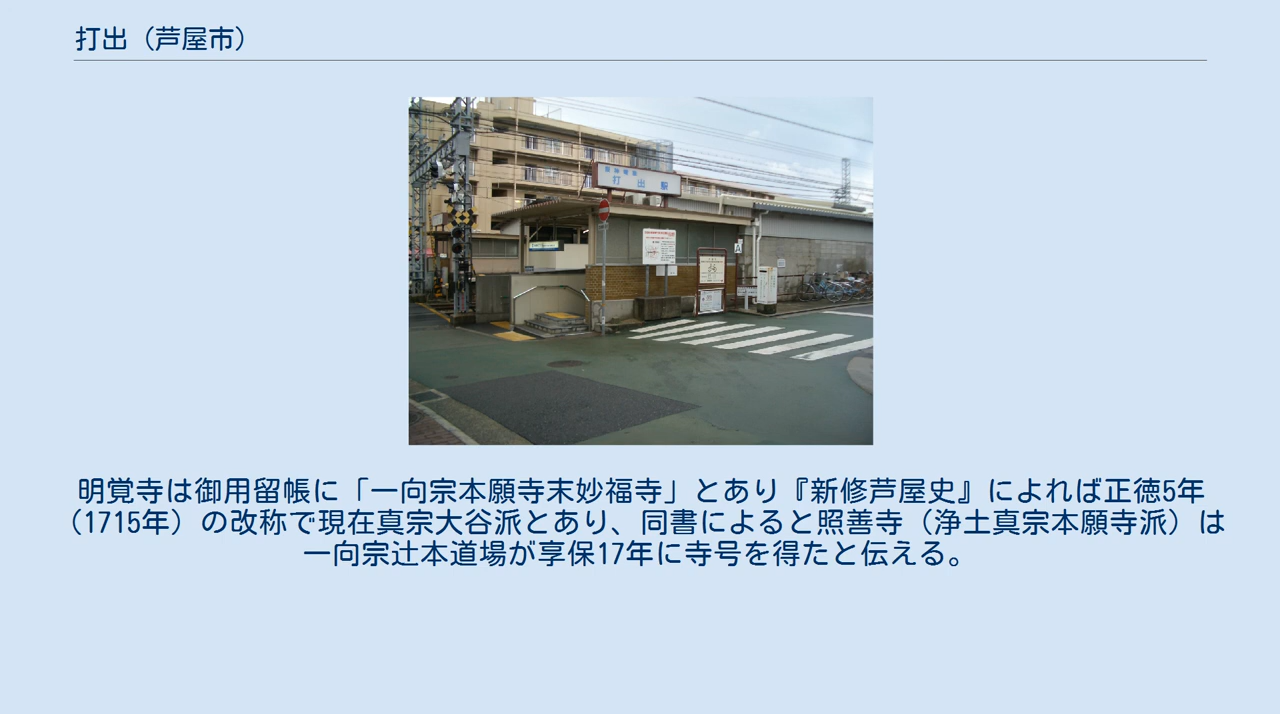 打出（芦屋市）
打出駅
A
明覚寺は御用留帳に「一向宗本願寺末妙福寺」とあり『新修芦屋史』によれば正徳5年
（1715年）の改称で現在真宗大谷派とあり、同書によると照善寺（浄土真宗本願寺派）は
一向宗辻本道場が享保17年に寺号を得たと伝える。